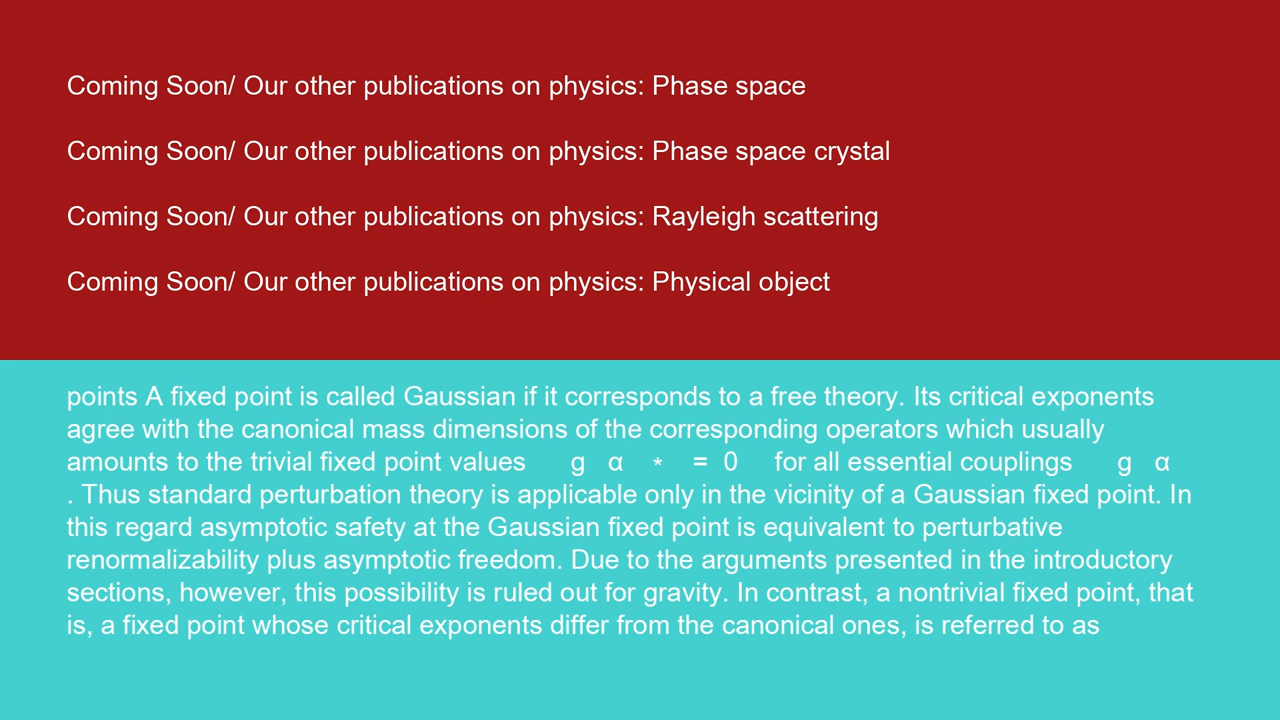 Coming Soon/ Our other publications on physics: Phase space
Coming Soon/ Our other publications on physics: Phase space crystal
Coming Soon/ Our other publications on physics: Rayleigh scattering
Coming Soon/ Our other publications on physics: Physical object
points A fixed point is called Gaussian if it corresponds to a free theory. Its critical exponents
agree with the canonical mass dimensions of the corresponding operators which usually
amounts to the trivial fixed point values g α * = 0 for all essential couplings g α
. Thus standard perturbation theory is applicable only in the vicinity of a Gaussian fixed point. In
this regard asymptotic safety at the Gaussian fixed point is equivalent to perturbative
renormalizability plus asymptotic freedom. Due to the arguments presented in the introductory
sections, however, this possibility is ruled out for gravity. In contrast, a nontrivial fixed point, that
is, a fixed point whose critical exponents differ from the canonical ones, is referred to as